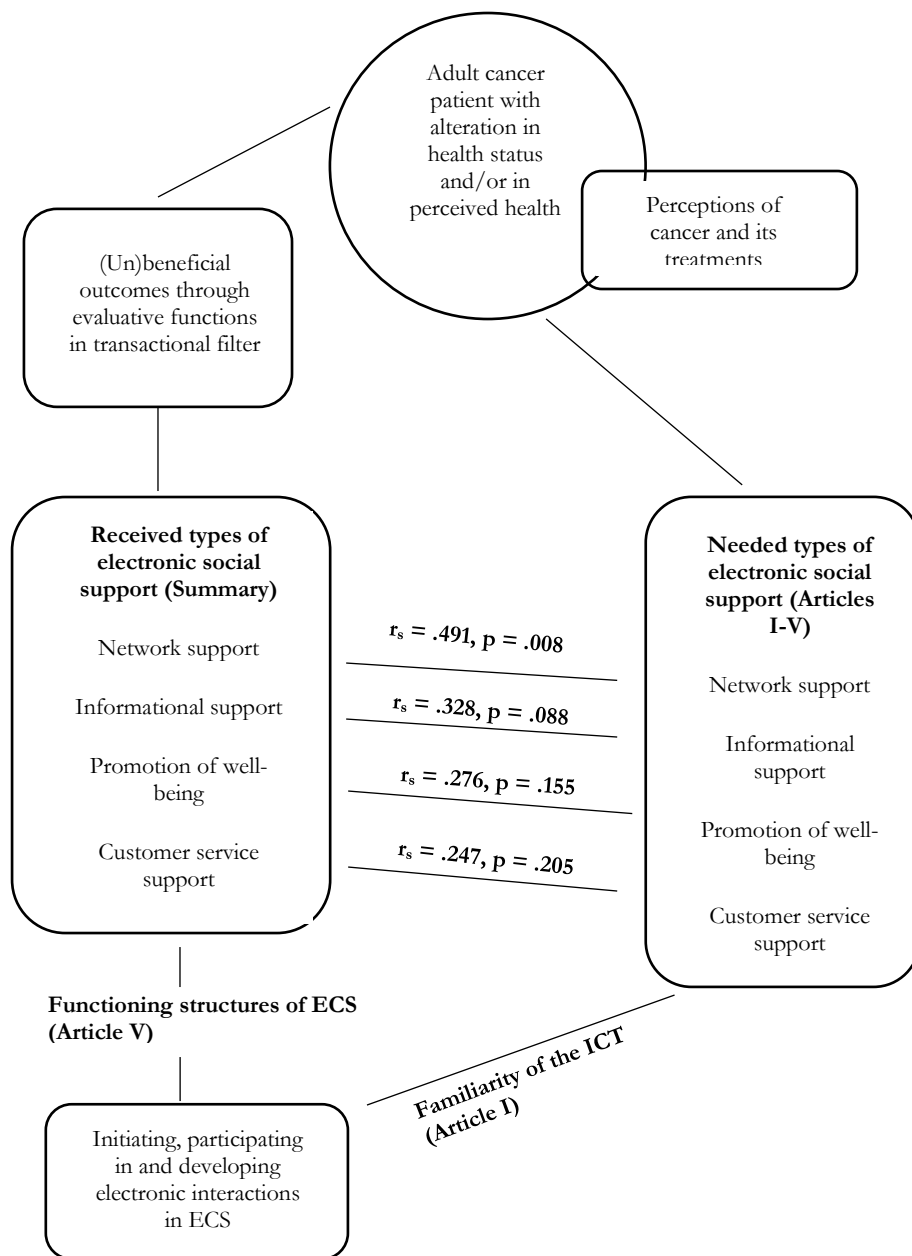 Adult cancer
patient with
alteration in
health status
and/or in
perceived health
Perceptions of
cancer and its
treatments
(Un)beneficial
outcomes through
evaluative functions
in transactional filter
Received types of
electronic social
support (Summary)
Network support
Informational support
Promotion of well-
being
Customer service
support
rₛ = .491, p = .008
rₛ = .328, p = .088
rₛ = .276, p = .155
rₛ = .247, p = .205
Needed types of
electronic social
support (Articles
I-V)
Network support
Informational
support
Promotion of well-
being
Customer service
support
Functioning structures of ECS
(Article V)
Familiarity of the ICT
(Article I)
Initiating, participating
in and developing
electronic interactions
in ECS